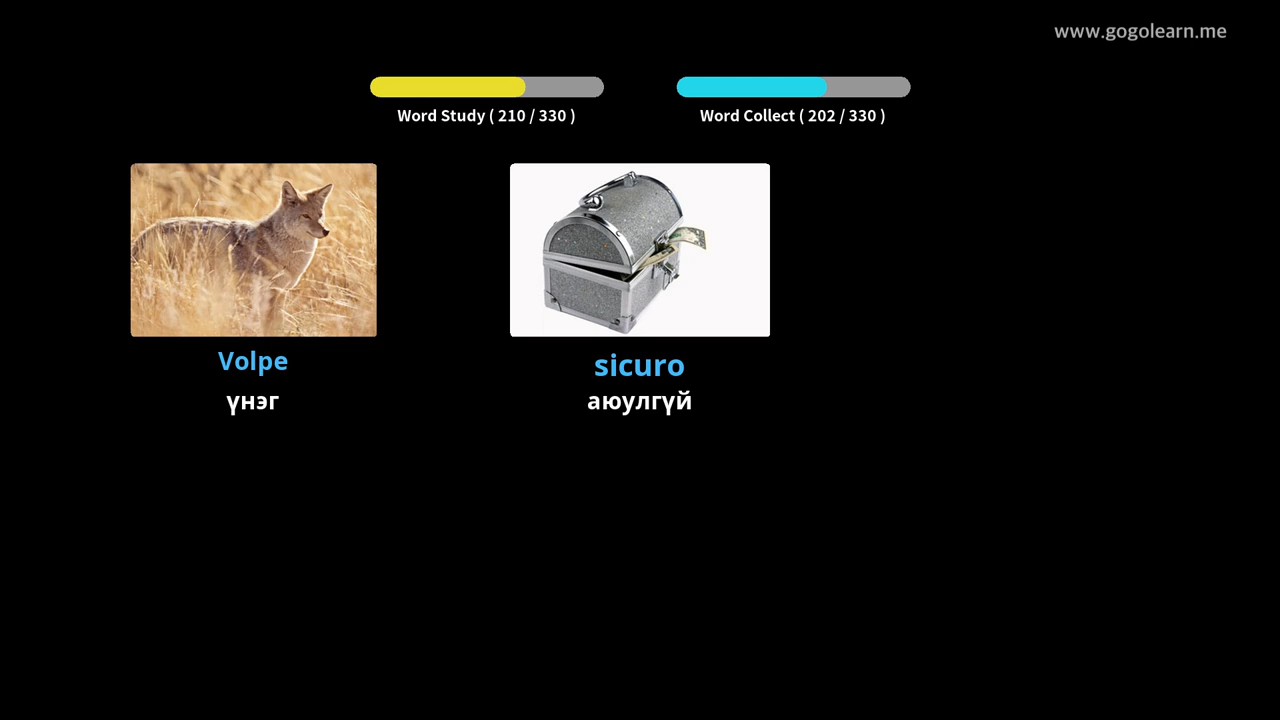 www.gogolearn.me
Word Study ( 210 / 330 )
Word Collect ( 202 / 330 )
Volpe
үнэг
sicuro
аюулгүй